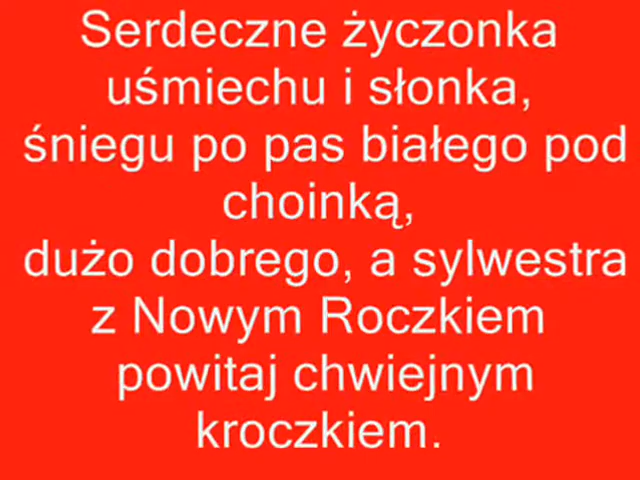 Serdeczne życzonka
uśmiechu i słonka,
śniegu po pas białego pod
choinką,
dużo dobrego, a sylwestra
z Nowym Roczkiem
powitaj chwiejnym
kroczkiem.